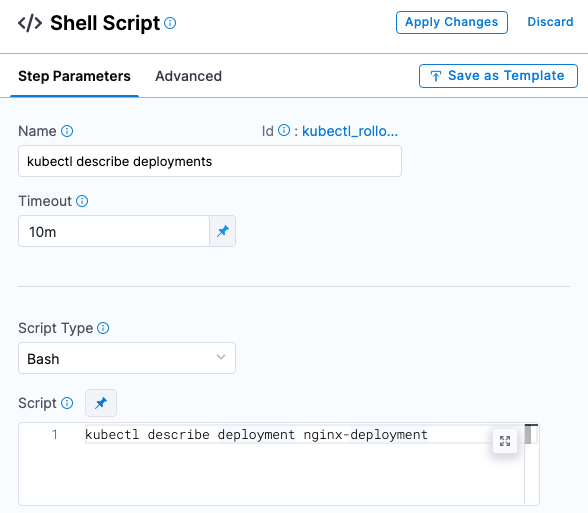 </> Shell Script
Apply Changes
Discard
Step Parameters
Advanced
Save as Template
Name
Id : kubectl_rollo...
kubectl describe deployments
Timeout
10m
Script Type
Bash
Script
1 kubectl describe deployment nginx-deployment